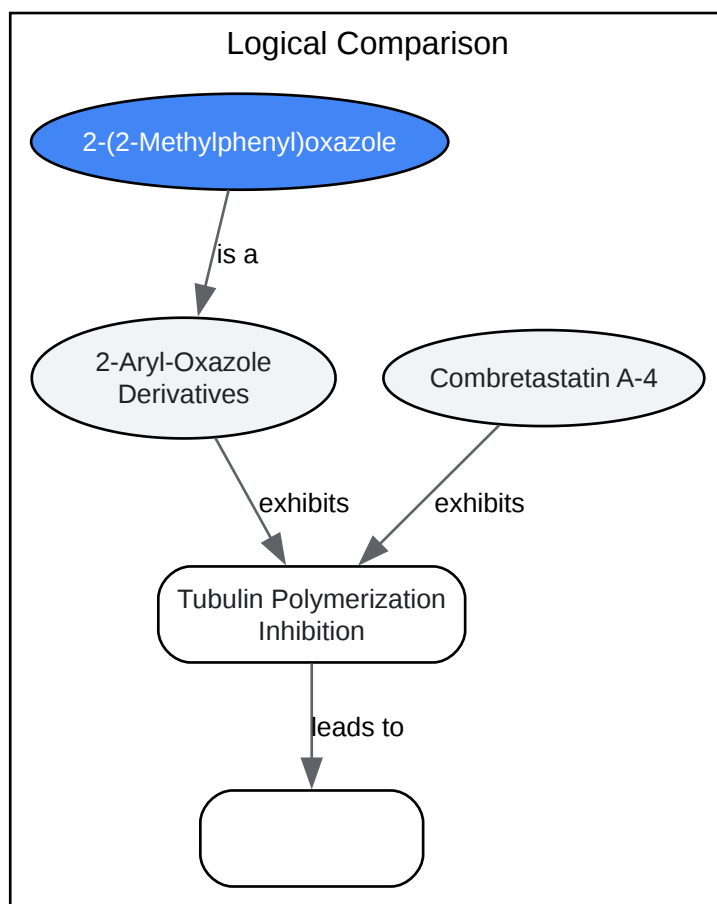 Logical Comparison
2-(2-Methylphenyl)oxazole
is a
2-Aryl-Oxazole
Derivatives
Combretastatin A-4
exhibits
exhibits
Tubulin Polymerization
Inhibition
leads to